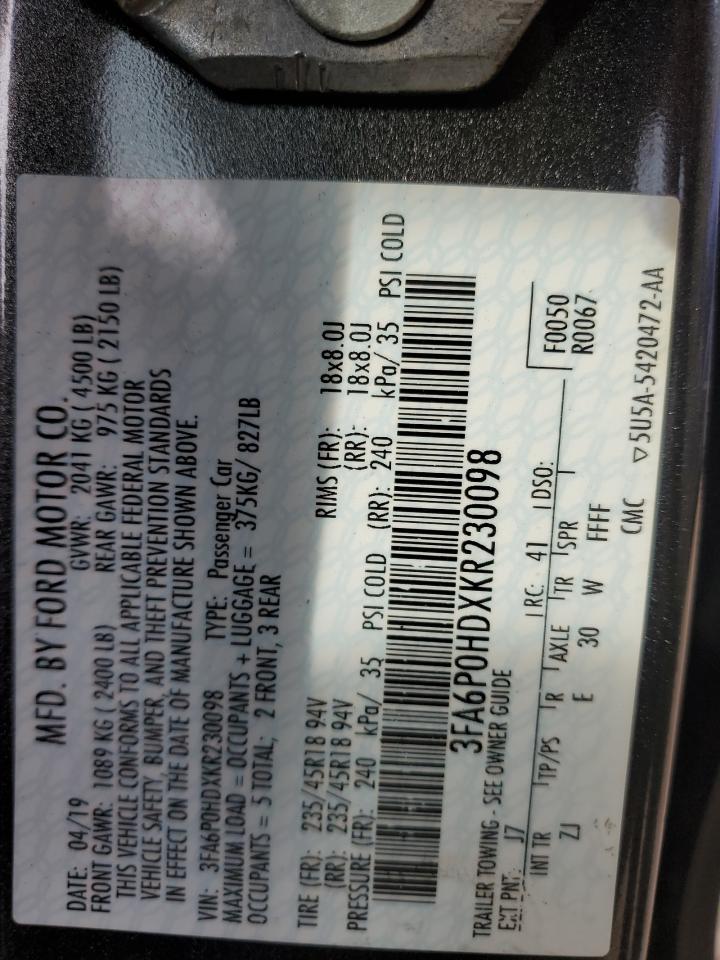 MFD. BY FORD MOTOR CO.
DATE: 04/19 GVWR: 2041 KG ( 4500 LB)
FRONT GAWR: 1089 KG ( 2400 LB) REAR GAWR: 975 KG ( 2150 LB)
THIS VEHICLE CONFORMS TO ALL APPLICABLE FEDERAL MOTOR
VEHICLE SAFETY, BUMPER, AND THEFT PREVENTION STANDARDS
IN EFFECT ON THE DATE OF MANUFACTURE SHOWN ABOVE.
VIN: 3FA6P0HDXKR230098 TYPE: Passenger Car
MAXIMUM LOAD = OCCUPANTS + LUGGAGE = 375KG/ 827LB
OCCUPANTS = 5 TOTAL; 2 FRONT, 3 REAR
TIRE (FR): 235/45R18 94V RIMS (FR): 18x8.0J
(RR): 235/45R18 94V (RR): 18x8.0J
PRESSURE (FR): 240 kPa/ 35 PSI COLD (RR): 240 kPa/ 35 PSI COLD
3FA6P0HDXKR230098
TRAILER TOWING - SEE OWNER GUIDE
EXT PNT: J7 RC: 41 DSO: F0050
R0067
INT TR TP/PS R AXLE TR SPR
ZJ E 30 W FFFF
CMC ▽5U5A-5420472-AA